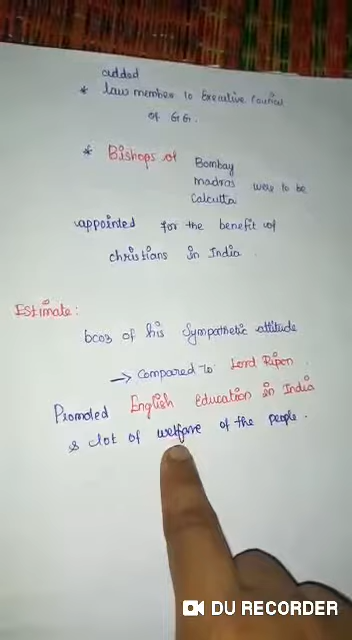 added
* law member to Executive Council
of GG.
* Bishops of Bombay
madras were to be
Calcutta
appointed for the benefit of
christians in India.
Estimate:
bcos of his sympathetic attitude
→ compared to Lord Ripon.
Promoted English education in India
& lot of welfare of the people.
DU RECORDER